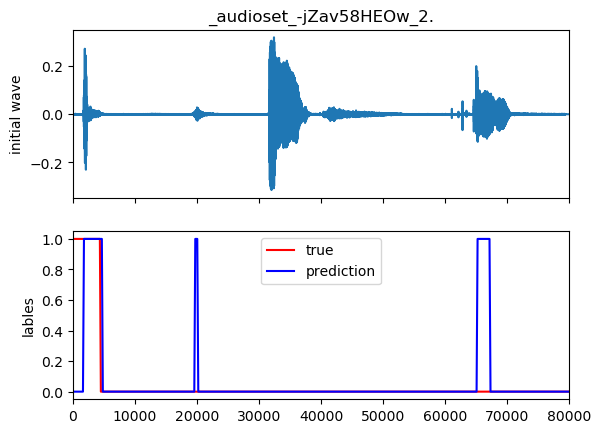 _audioset_-jZav58HEOw_2.
initial wave
0.2
0.0
−0.2
lables
1.0
0.8
0.6
0.4
0.2
0.0
true
prediction
0 10000 20000 30000 40000 50000 60000 70000 80000